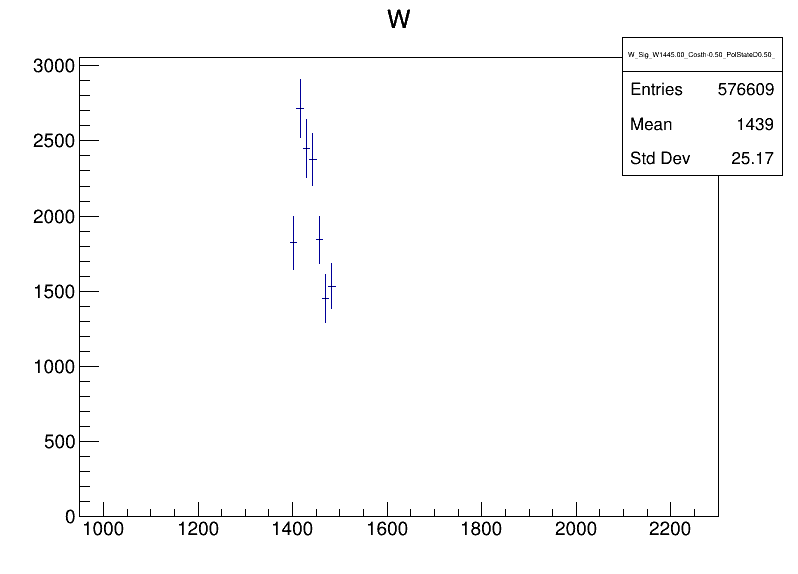 W
W_Sig_W1445.00_Costh-0.50_PolStateD0.50_
Entries 576609
Mean 1439
Std Dev 25.17
3000
2500
2000
1500
1000
500
0
1000 1200 1400 1600 1800 2000 2200